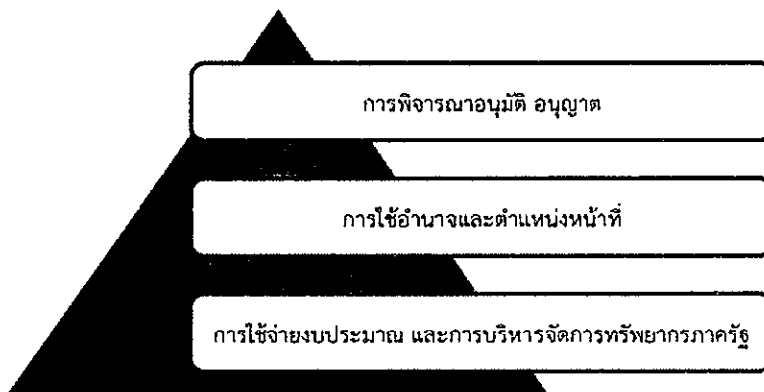 การพิจารณาอนุมัติ อนุญาต
การใช้อำนาจและตำแหน่งหน้าที่
การใช้จ่ายงบประมาณ และการบริหารจัดการทรัพยากรภาครัฐ